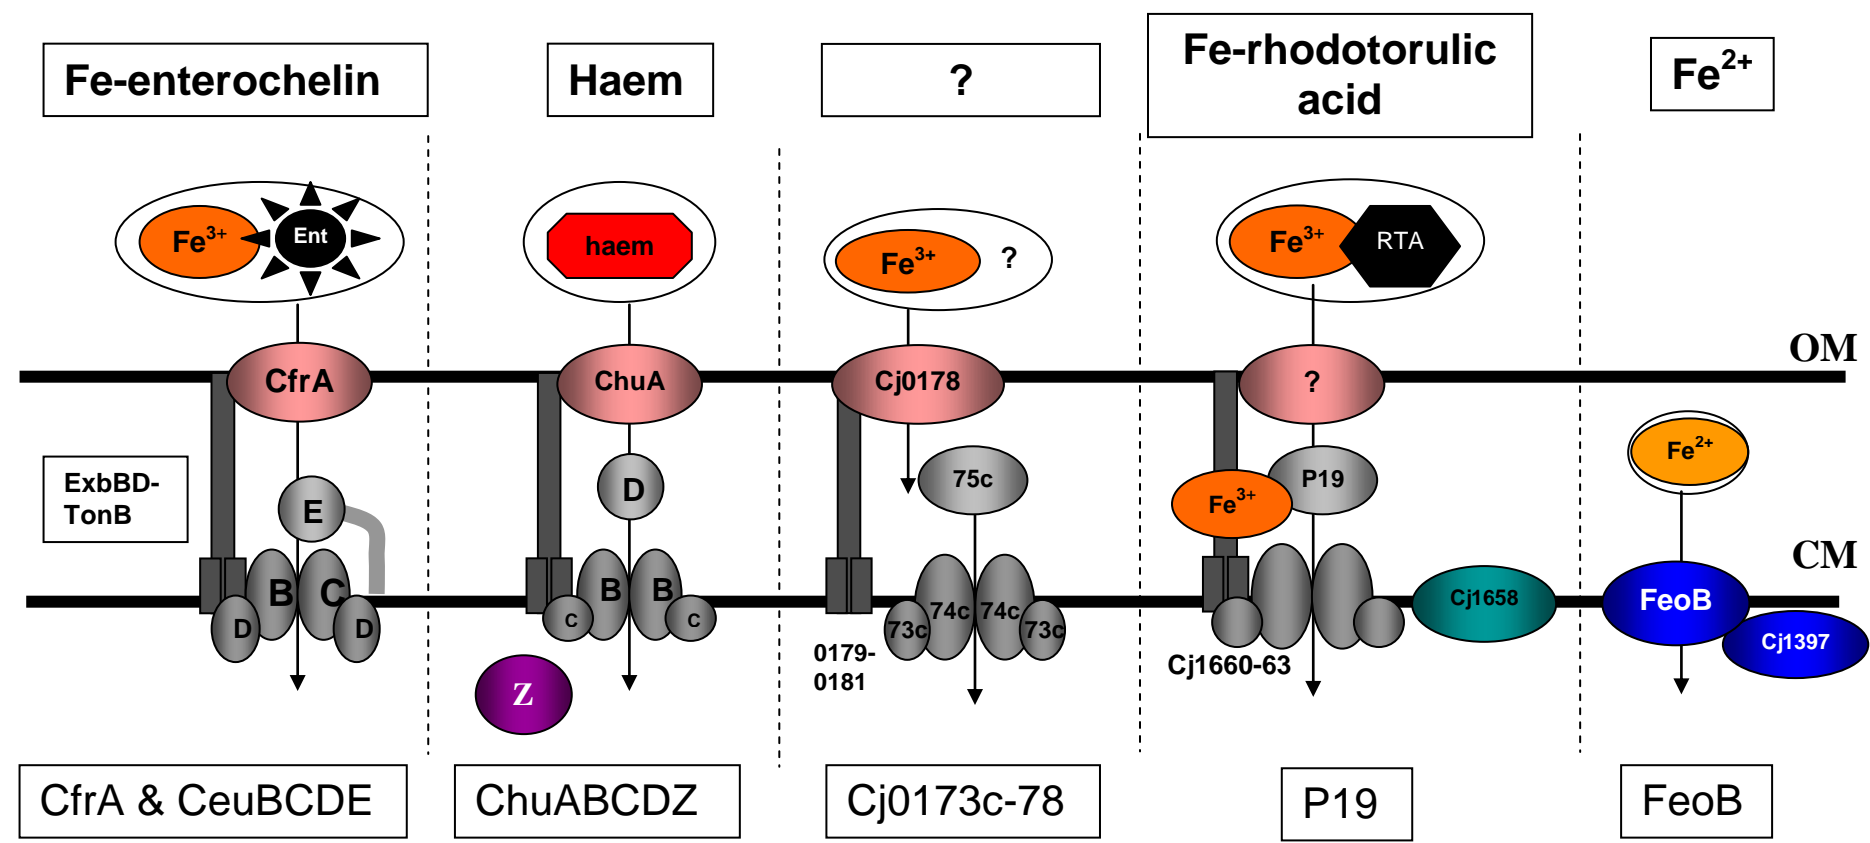 Fe-enterochelin
Haem
?
Fe-rhodotorulic
acid
Fe2+
Fe3+
Ent
haem
Fe3+
?
Fe3+
RTA
OM
CfrA
ChuA
Cj0178
?
Fe2+
ExbBD-
TonB
E
D
75c
Fe3+
P19
CM
B
C
D
D
B
B
C
C
74c
74c
73c
73c
0179-
0181
Cj1660-63
Cj1658
FeoB
Cj1397
Z
CfrA & CeuBCDE
ChuABCDZ
Cj0173c-78
P19
FeoB